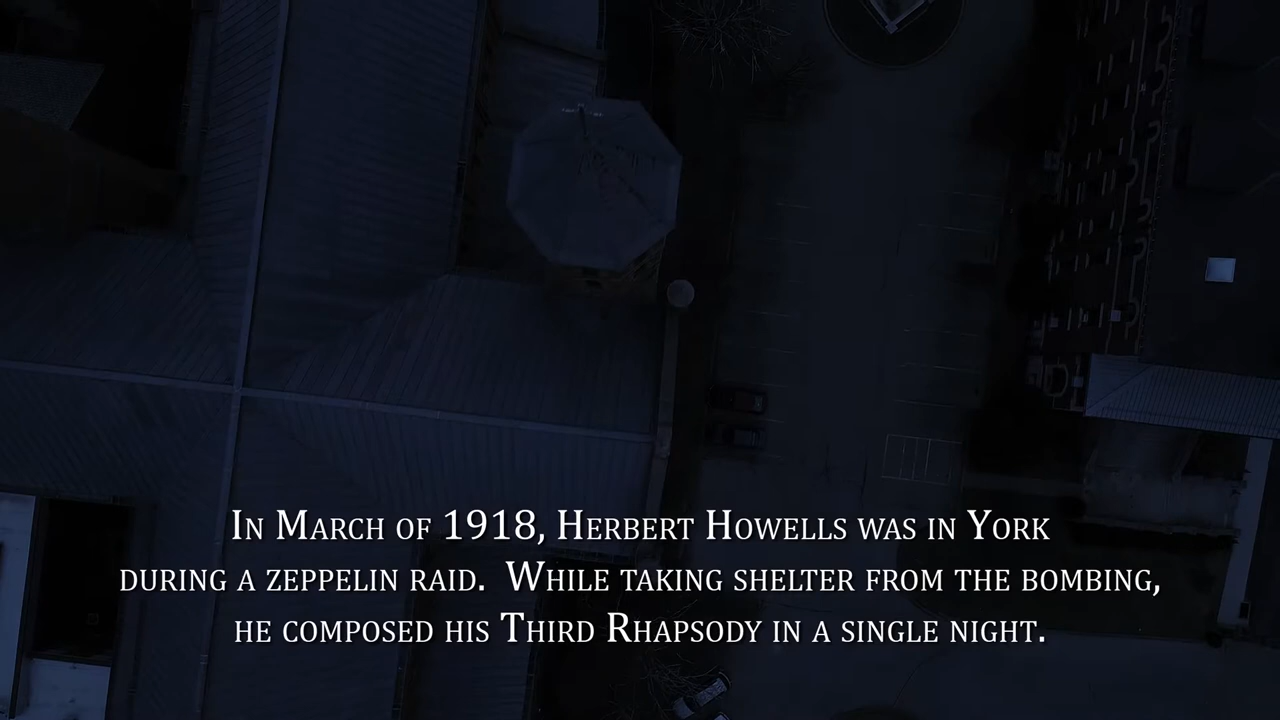 In March of 1918, Herbert Howells was in York
during a zeppelin raid.  While taking shelter from the bombing,
he composed his Third Rhapsody in a single night.